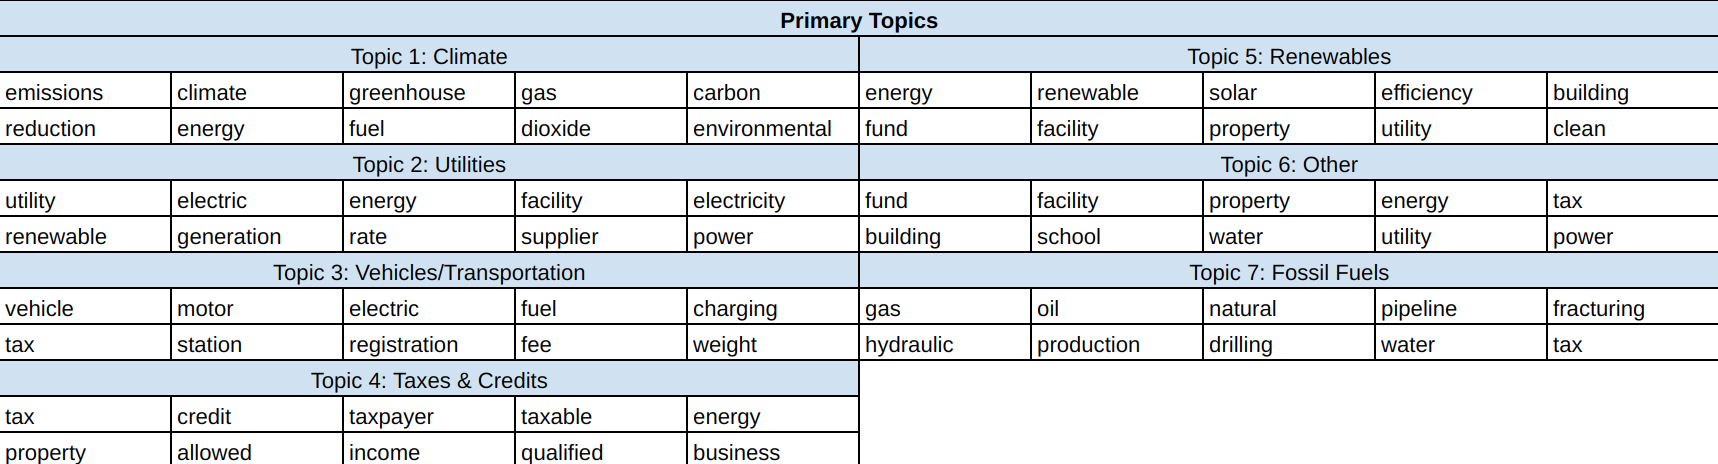 Primary Topics
Topic 1: Climate Topic 5: Renewables
emissions climate greenhouse gas carbon energy renewable solar efficiency building
reduction energy fuel dioxide environmental fund facility property utility clean
Topic 2: Utilities Topic 6: Other
utility electric energy facility electricity fund facility property energy tax
renewable generation rate supplier power building school water utility power
Topic 3: Vehicles/Transportation Topic 7: Fossil Fuels
vehicle motor electric fuel charging gas oil natural pipeline fracturing
tax station registration fee weight hydraulic production drilling water tax
Topic 4: Taxes & Credits
tax credit taxpayer taxable energy
property allowed income qualified business